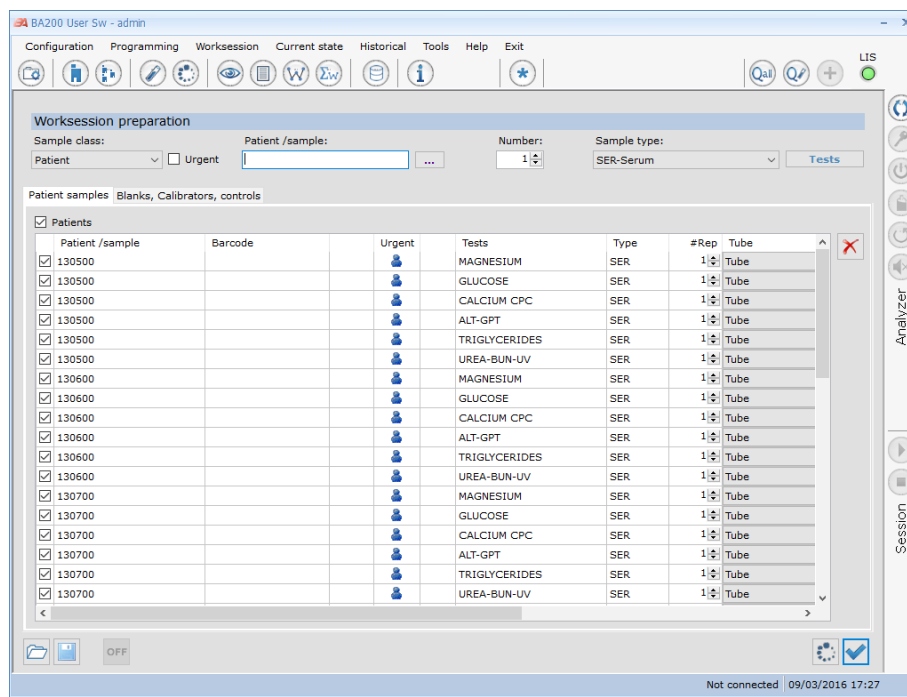 BA200 User Sw - admin
Configuration Programming Worksession Current state Historical Tools Help Exit
Qall Q + LIS
Worksession preparation
Sample class: Patient /sample: Number: Sample type:
Patient Urgent ... 1 SER-Serum Tests
Patient samples Blanks, Calibrators, controls
Patients
Patient /sample Barcode Urgent Tests Type #Rep Tube
130500 MAGNESIUM SER 1 Tube
130500 GLUCOSE SER 1 Tube
130500 CALCIUM CPC SER 1 Tube
130500 ALT-GPT SER 1 Tube
130500 TRIGLYCERIDES SER 1 Tube
130500 UREA-BUN-UV SER 1 Tube
130600 MAGNESIUM SER 1 Tube
130600 GLUCOSE SER 1 Tube
130600 CALCIUM CPC SER 1 Tube
130600 ALT-GPT SER 1 Tube
130600 TRIGLYCERIDES SER 1 Tube
130600 UREA-BUN-UV SER 1 Tube
130700 MAGNESIUM SER 1 Tube
130700 GLUCOSE SER 1 Tube
130700 CALCIUM CPC SER 1 Tube
130700 ALT-GPT SER 1 Tube
130700 TRIGLYCERIDES SER 1 Tube
130700 UREA-BUN-UV SER 1 Tube
OFF
Not connected 09/03/2016 17:27
Analyzer
Session